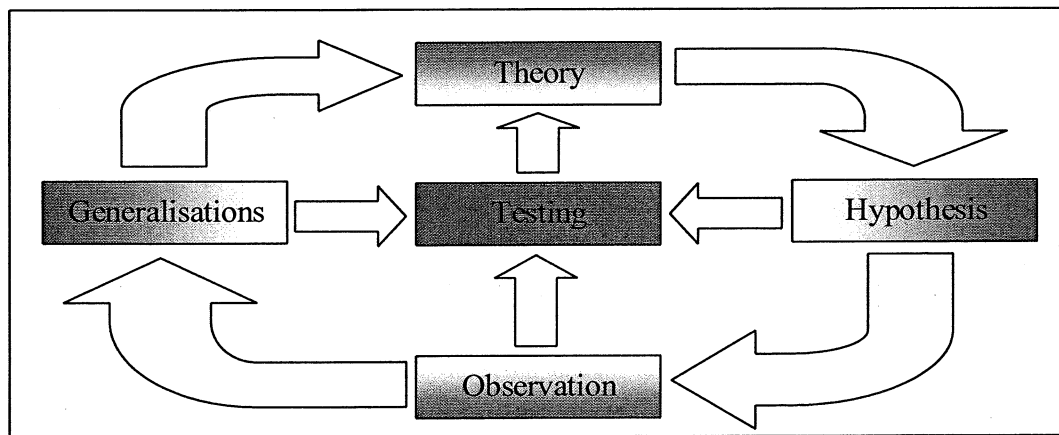 Theory
Generalisations
Testing
Hypothesis
Observation